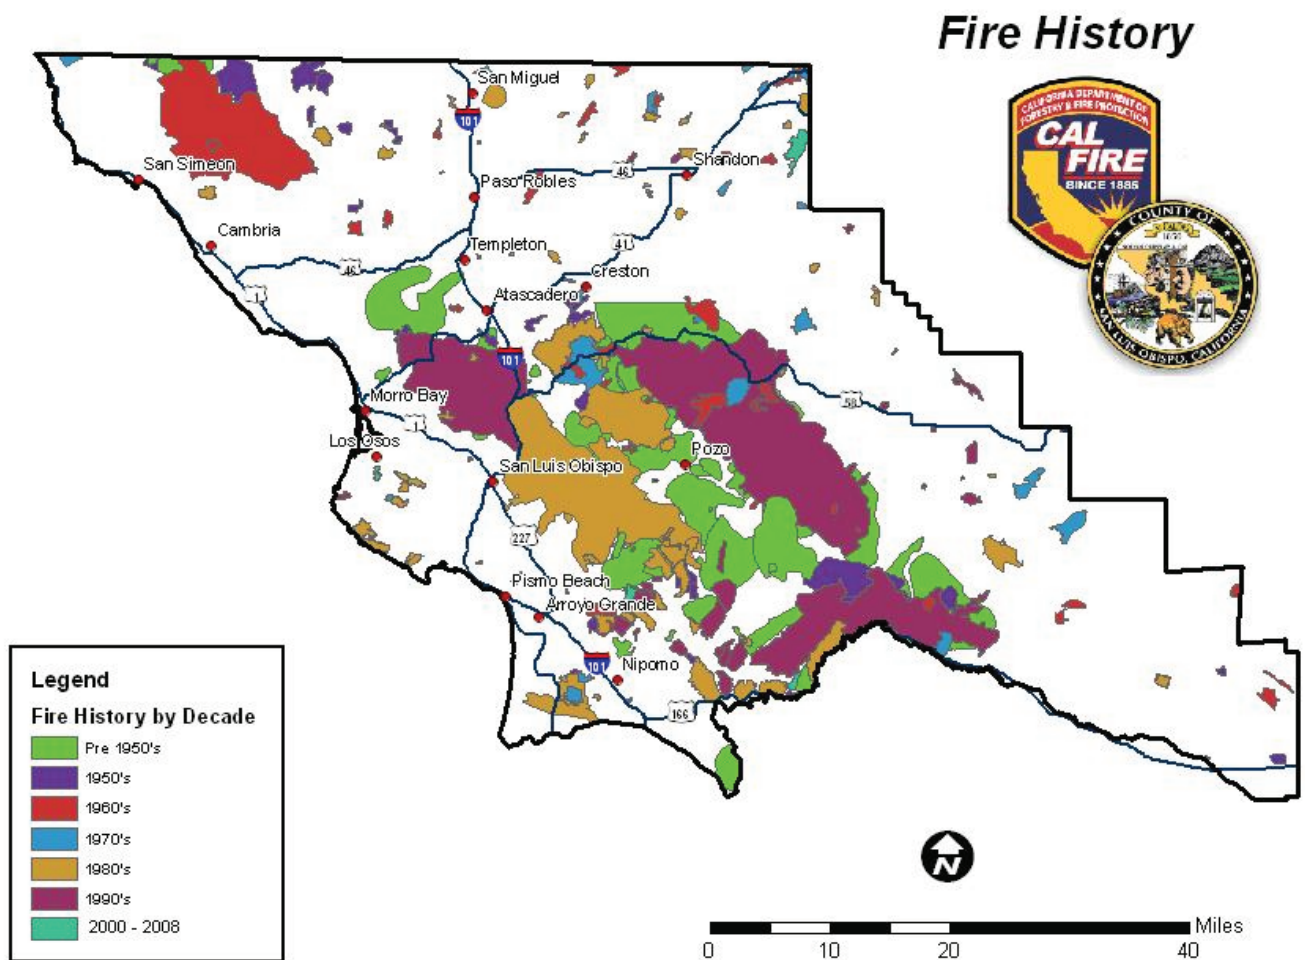 Fire History
CALIFORNIA DEPARTMENT OF
FORESTRY & FIRE PROTECTION
CAL
FIRE
SINCE 1885
COUNTY OF
SAN LUIS OBISPO, CALIFORNIA
San Miguel
101
San Simeon
Shandon
46
Paso Robles
Cambria
Templeton
41
46
Creston
1
Atascadero
101
58
Morro Bay
1
Los Osos
Pozo
San Luis Obispo
227
Pismo Beach
Arroyo Grande
101
Nipomo
166
Legend
Fire History by Decade
Pre 1950's
1950's
1960's
1970's
1980's
1990's
2000 - 2008
N
Miles
0 10 20 40